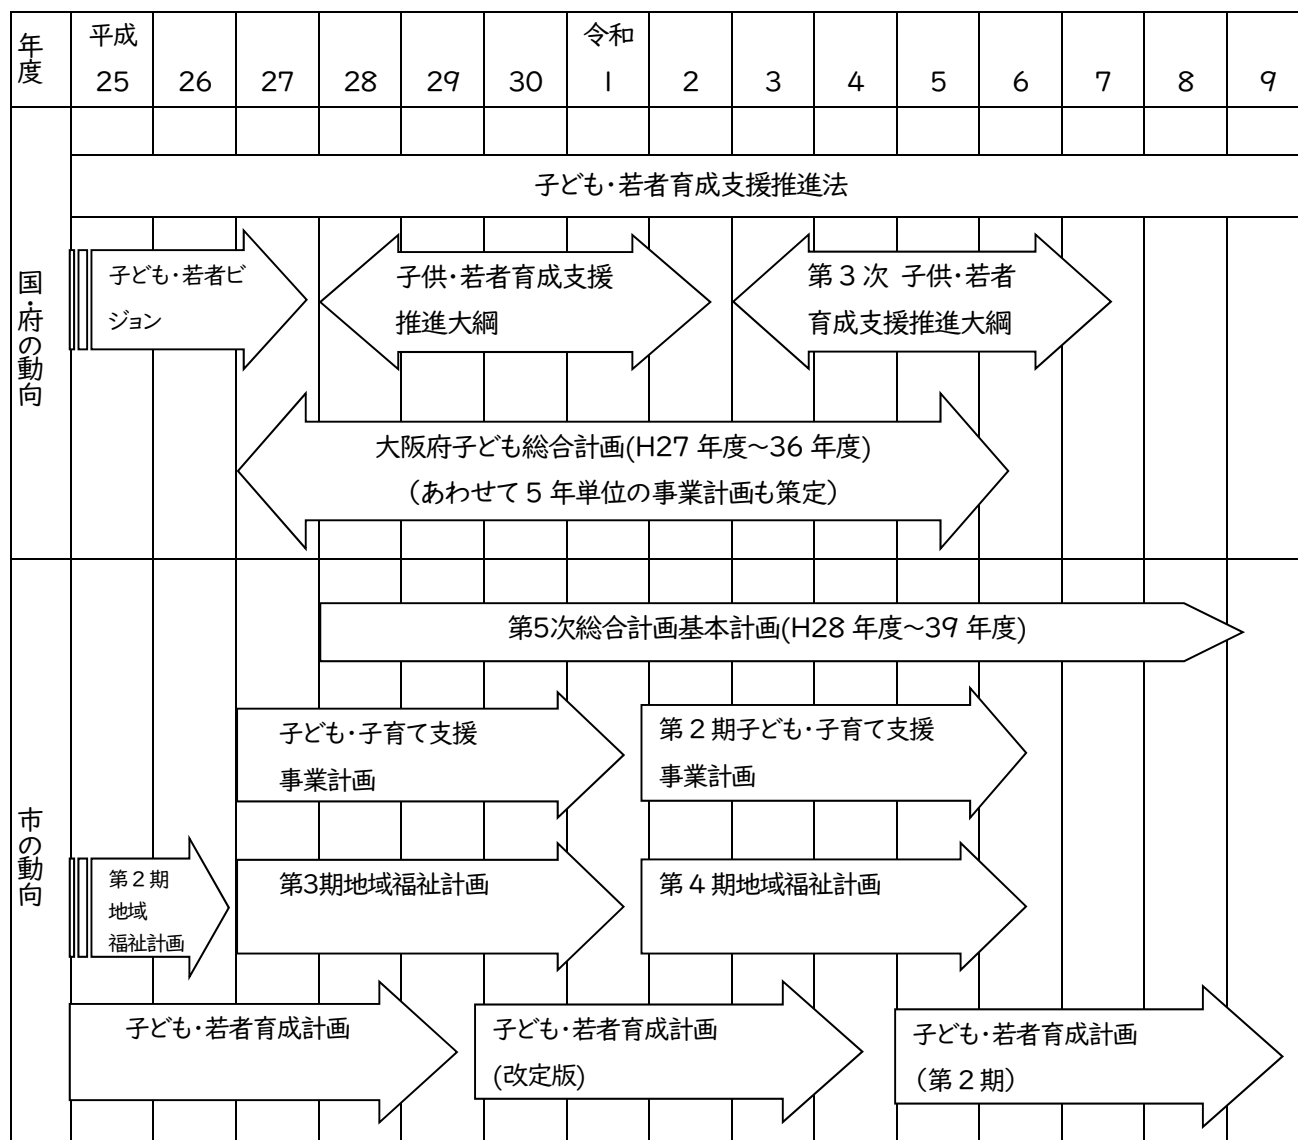 年度
平成
令和
25 26 27 28 29 30 1 2 3 4 5 6 7 8 9
国・府の動向
子ども・若者育成支援推進法
子ども・若者ビ
ジョン
子供・若者育成支援
推進大綱
第3次 子供・若者
育成支援推進大綱
大阪府子ども総合計画(H27年度~36年度)
(あわせて5年単位の事業計画も策定)
市の動向
第5次総合計画基本計画(H28年度~39年度)
子ども・子育て支援
事業計画
第2期子ども・子育て支援
事業計画
第2期
地域
福祉計画
第3期地域福祉計画
第4期地域福祉計画
子ども・若者育成計画
子ども・若者育成計画
(改定版)
子ども・若者育成計画
(第2期)